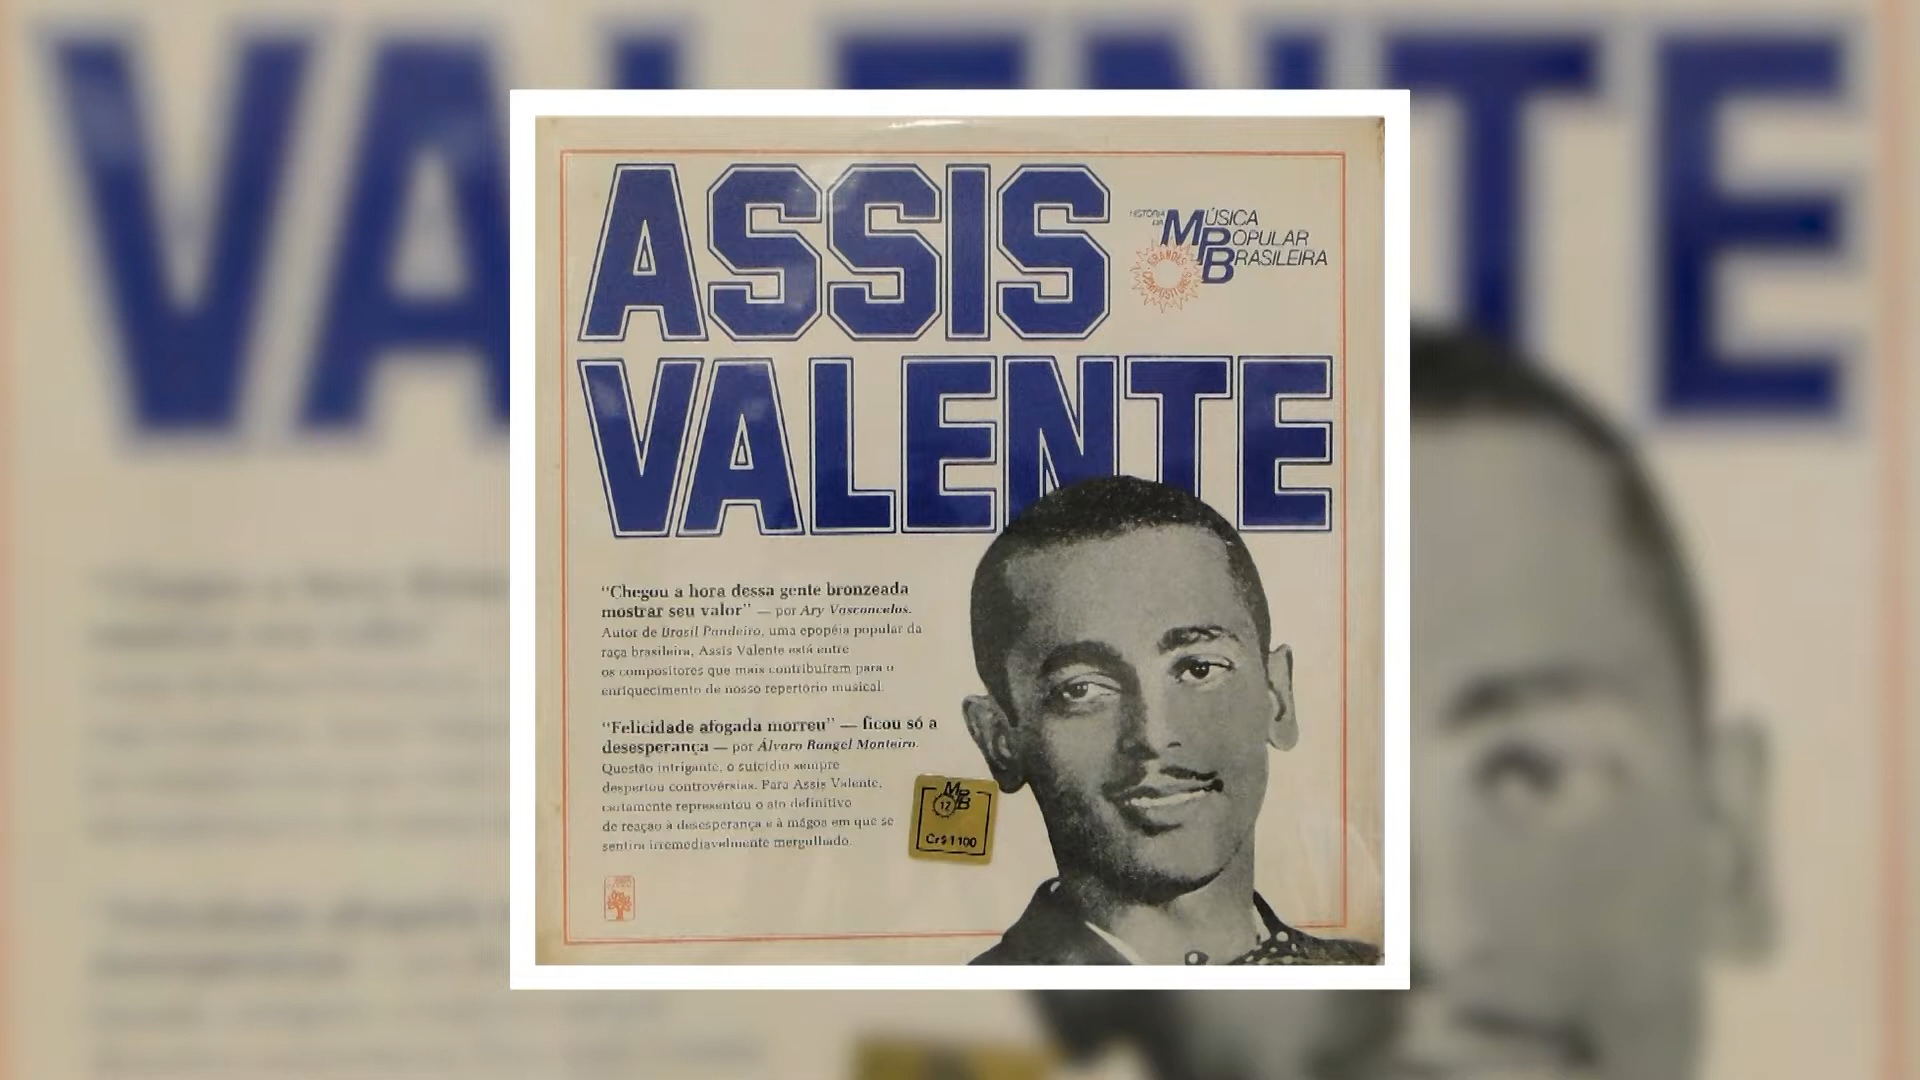 VALENTE
ASSIS
HISTÓRIA
DA
MÚSICA
POPULAR
BRASILEIRA
GRANDES
COMPOSITORES
VALENTE
"Chegou a hora dessa gente bronzeada
mostrar seu valor" — por Ary Vasconcelos.
Autor de Brasil Pandeiro, uma epopéia popular da
raça brasileira, Assis Valente está entre
os compositores que mais contribuíram para o
enriquecimento de nosso repertório musical.
"Felicidade afogada morreu" — ficou só a
desesperança — por Álvaro Rangel Monteiro.
Questão intrigante, o suicídio sempre
despertou controvérsias. Para Assis Valente,
certamente representou o ato definitivo
de reação à desesperança e à mágoa em que se
sentira irremediavelmente mergulhado.
MPB
12
Cr$1100